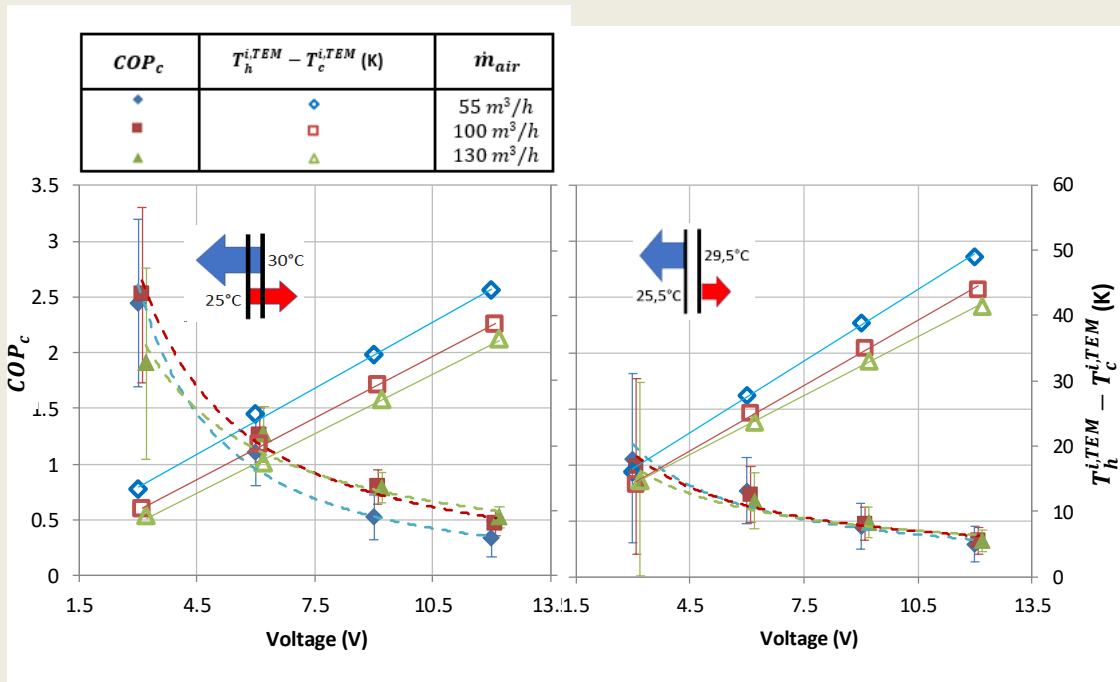 COP_c T_h^{i,TEM} − T_c^{i,TEM} (K) ṁ_air
55 m³/h
100 m³/h
130 m³/h
3.5
3
2.5
2
1.5
1
0.5
0
COP_c
30°C
25°C
1.5 4.5 7.5 10.5 13.
Voltage (V)
29,5°C
25,5°C
60
50
40
30
20
10
0
T_h^{i,TEM} − T_c^{i,TEM} (K)
1.5 4.5 7.5 10.5 13.5
Voltage (V)